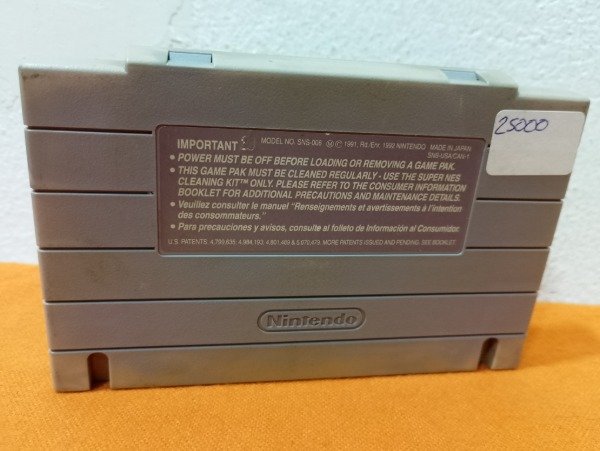 25000
IMPORTANT MODEL NO. SNS-006 Ⓜ Ⓒ 1991, Rd./Enr. 1992 NINTENDO MADE IN JAPAN
SNS-USA/CAN-1
• POWER MUST BE OFF BEFORE LOADING OR REMOVING A GAME PAK.
• THIS GAME PAK MUST BE CLEANED REGULARLY - USE THE SUPER NES
CLEANING KIT™ ONLY. PLEASE REFER TO THE CONSUMER INFORMATION
BOOKLET FOR ADDITIONAL PRECAUTIONS AND MAINTENANCE DETAILS.
• Veuillez consulter le manuel "Renseignements et avertissements à l'intention
des consommateurs."
• Para precauciones y avisos, consulte al folleto de Información al Consumidor.
U.S. PATENTS: 4,799,635; 4,984,193; 4,801,469 & 5,070,479. MORE PATENTS ISSUED AND PENDING. SEE BOOKLET
Nintendo